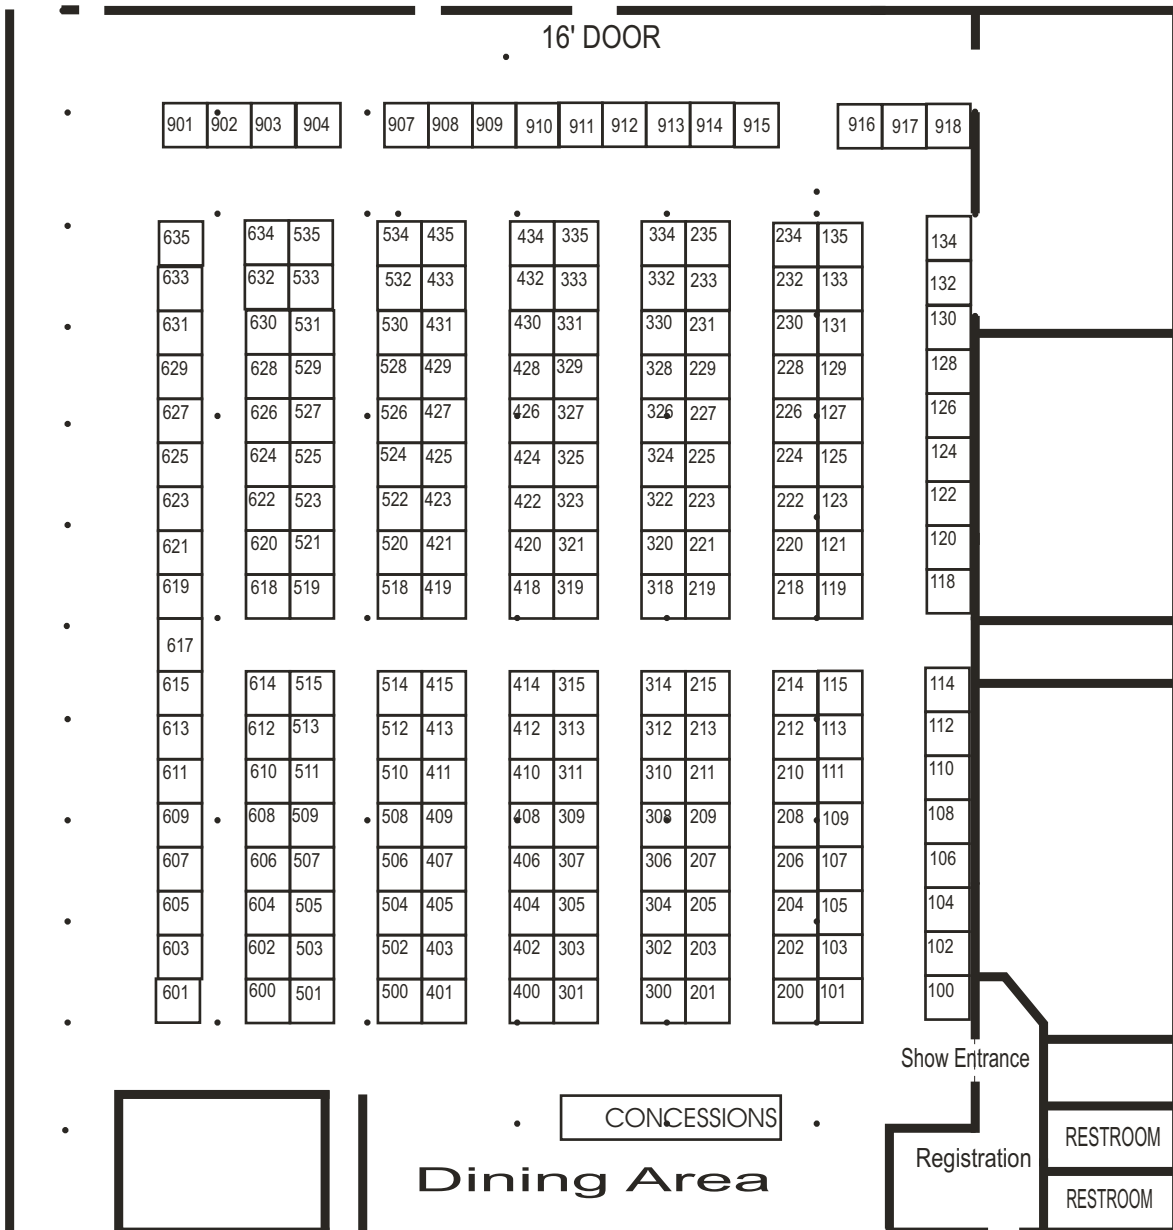 16' DOOR
901 902 903 904 907 908 909 910 911 912 913 914 915 916 917 918
635 634 535 534 435 434 335 334 235 234 135 134
633 632 533 532 433 432 333 332 233 232 133 132
631 630 531 530 431 430 331 330 231 230 131 130
629 628 529 528 429 428 329 328 229 228 129 128
627 626 527 526 427 426 327 326 227 226 127 126
625 624 525 524 425 424 325 324 225 224 125 124
623 622 523 522 423 422 323 322 223 222 123 122
621 620 521 520 421 420 321 320 221 220 121 120
619 618 519 518 419 418 319 318 219 218 119 118
617
615 614 515 514 415 414 315 314 215 214 115 114
613 612 513 512 413 412 313 312 213 212 113 112
611 610 511 510 411 410 311 310 211 210 111 110
609 608 509 508 409 408 309 308 209 208 109 108
607 606 507 506 407 406 307 306 207 206 107 106
605 604 505 504 405 404 305 304 205 204 105 104
603 602 503 502 403 402 303 302 203 202 103 102
601 600 501 500 401 400 301 300 201 200 101 100
Show Entrance
CONCESSIONS
RESTROOM
Registration
Dining Area
RESTROOM